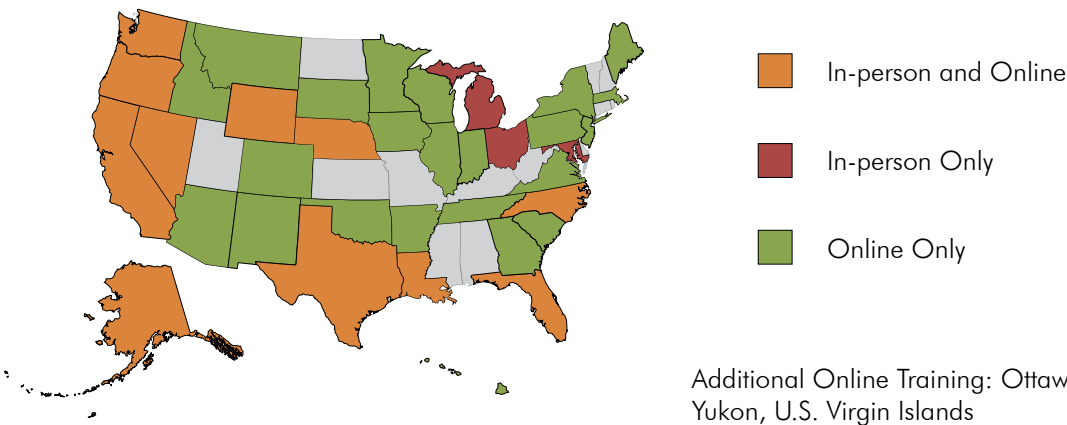 In-person and Online
In-person Only
Online Only
Additional Online Training:
Yukon, U.S. Virgin Islands